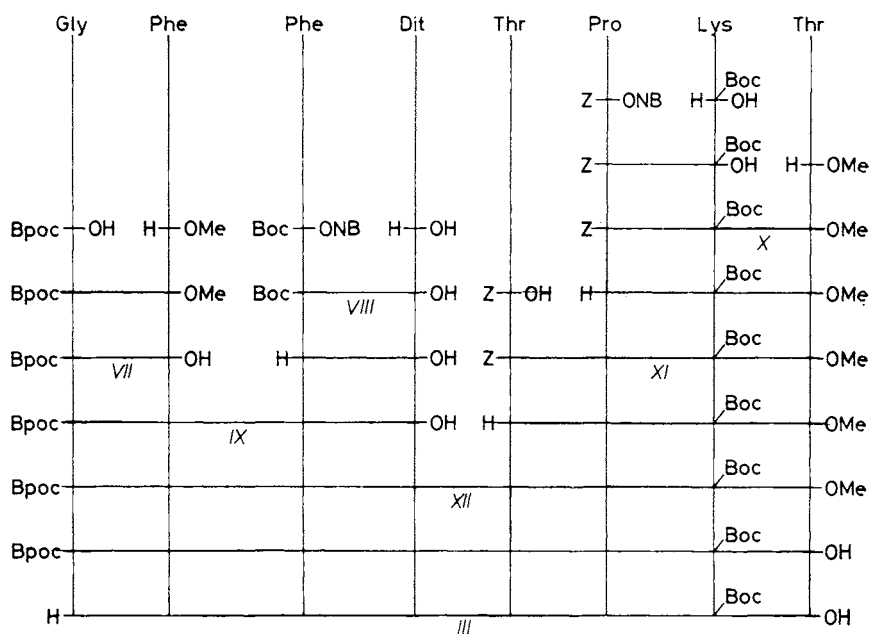 Gly Phe Phe Dit Thr Pro Lys Thr
Boc
Z ONB H OH
Boc
Z OH H OMe
Boc
Bpoc OH H OMe Boc ONB H OH Z OMe
X
Boc
Bpoc OMe Boc OH Z OH H OMe
VIII
Boc
Bpoc OH H OH Z OMe
VII XI
Boc
Bpoc OH H OMe
IX
Boc
Bpoc OMe
XII
Boc
Bpoc OH
Boc
H OH
III